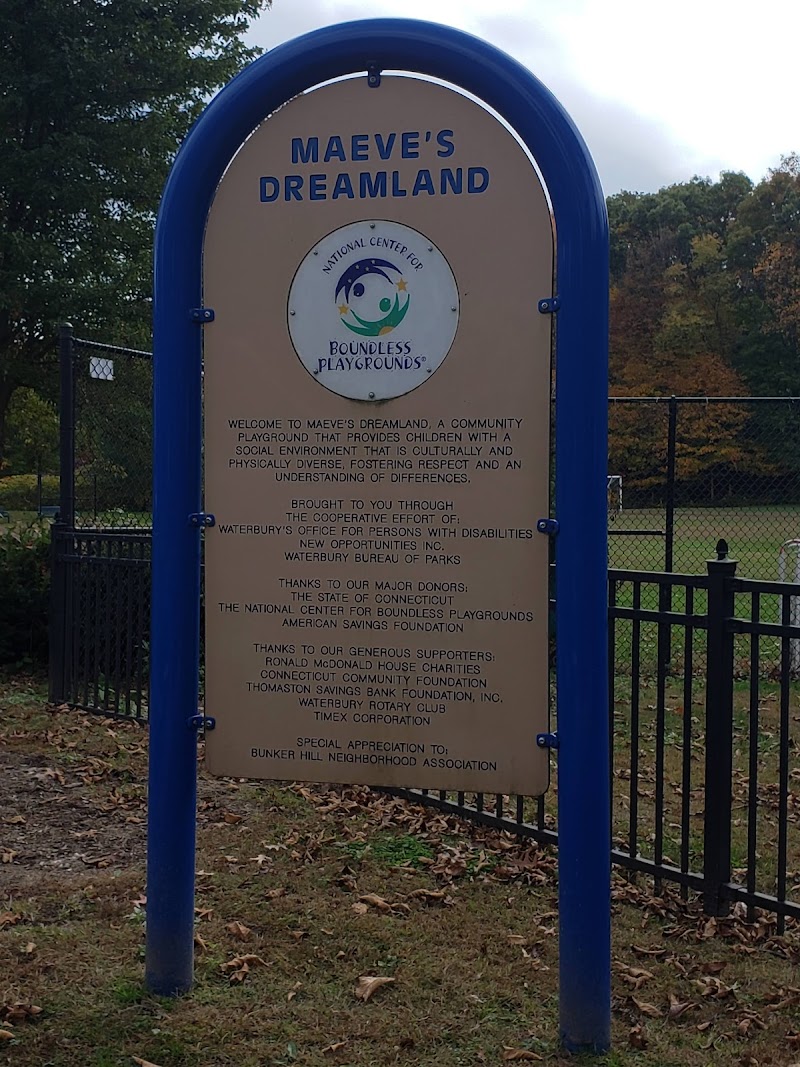 MAEVE'S
DREAMLAND
NATIONAL CENTER FOR
BOUNDLESS
PLAYGROUNDS®
WELCOME TO MAEVE'S DREAMLAND, A COMMUNITY
PLAYGROUND THAT PROVIDES CHILDREN WITH A
SOCIAL ENVIRONMENT THAT IS CULTURALLY AND
PHYSICALLY DIVERSE, FOSTERING RESPECT AND AN
UNDERSTANDING OF DIFFERENCES.
BROUGHT TO YOU THROUGH
THE COOPERATIVE EFFORT OF:
WATERBURY'S OFFICE FOR PERSONS WITH DISABILITIES
NEW OPPORTUNITIES INC.
WATERBURY BUREAU OF PARKS
THANKS TO OUR MAJOR DONORS:
THE STATE OF CONNECTICUT
THE NATIONAL CENTER FOR BOUNDLESS PLAYGROUNDS
AMERICAN SAVINGS FOUNDATION
THANKS TO OUR GENEROUS SUPPORTERS:
RONALD McDONALD HOUSE CHARITIES
CONNECTICUT COMMUNITY FOUNDATION
THOMASTON SAVINGS BANK FOUNDATION, INC.
WATERBURY ROTARY CLUB
TIMEX CORPORATION
SPECIAL APPRECIATION TO:
BUNKER HILL NEIGHBORHOOD ASSOCIATION